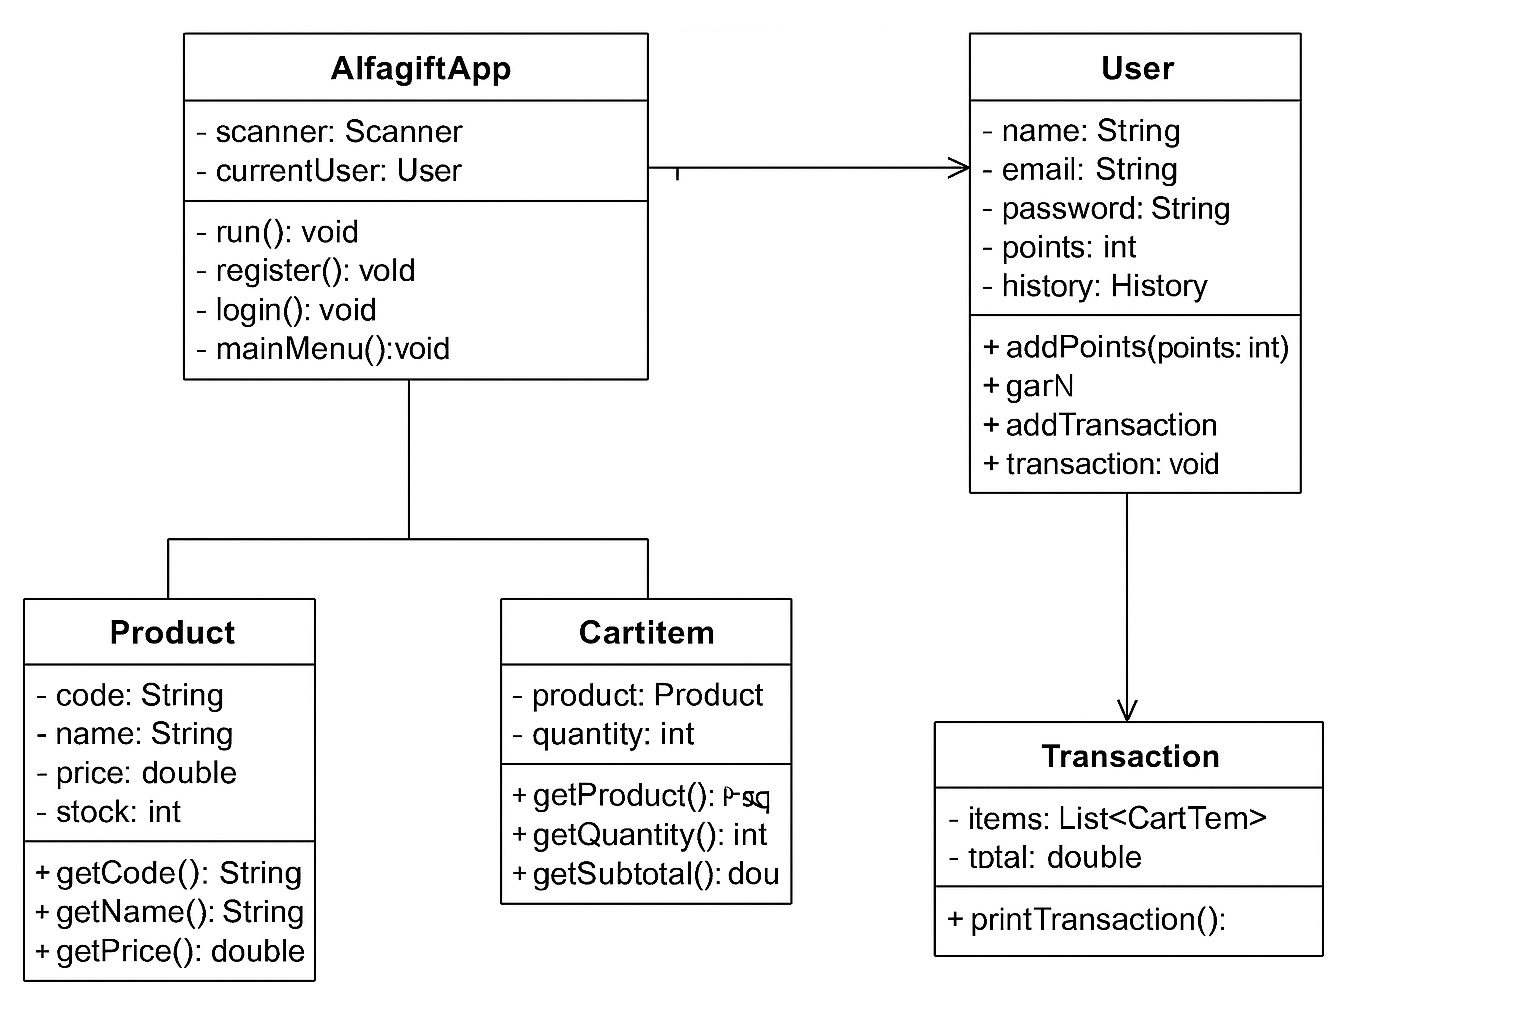 AlfagiftApp
- scanner: Scanner
- currentUser: User
- run(): void
- register(): vold
- login(): void
- mainMenu():void
User
- name: String
- email: String
- password: String
- points: int
- history: History
+ addPoints(points: int)
+ garN
+ addTransaction
+ transaction: void
Product
- code: String
- name: String
- price: double
- stock: int
+ getCode(): String
+ getName(): String
+ getPrice(): double
Cartitem
- product: Product
- quantity: int
+ getProduct():
+ getQuantity(): int
+ getSubtotal(): dou
Transaction
- items: List<CartTem>
- total: double
+ printTransaction():